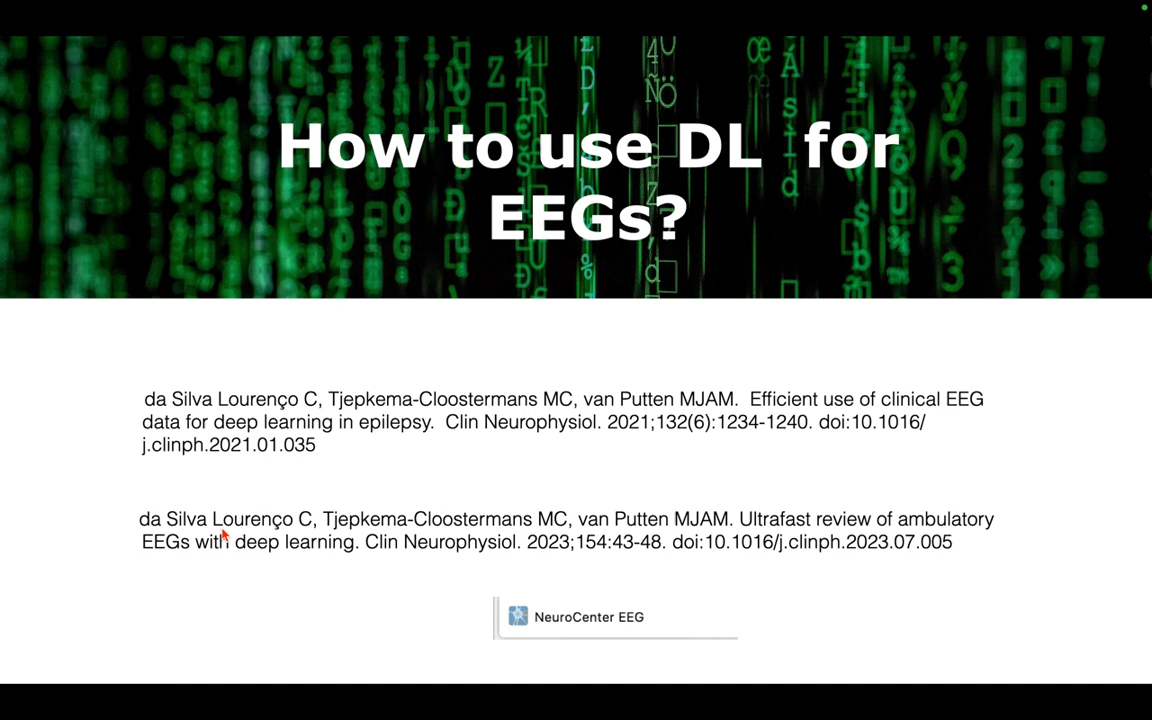 How to use DL  for
EEGs?
da Silva Lourenço C, Tjepkema-Cloostermans MC, van Putten MJAM.  Efficient use of clinical EEG
data for deep learning in epilepsy.  Clin Neurophysiol. 2021;132(6):1234-1240. doi:10.1016/
j.clinph.2021.01.035
da Silva Lourenço C, Tjepkema-Cloostermans MC, van Putten MJAM. Ultrafast review of ambulatory
EEGs with deep learning. Clin Neurophysiol. 2023;154:43-48. doi:10.1016/j.clinph.2023.07.005
NeuroCenter EEG